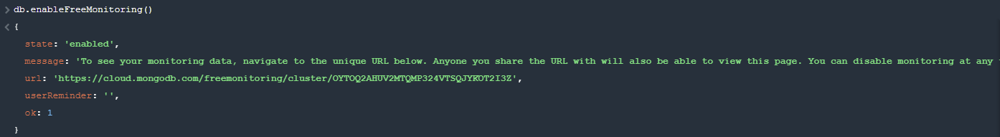 > db.enableFreeMonitoring()
< {
state: 'enabled',
message: 'To see your monitoring data, navigate to the unique URL below. Anyone you share the URL with will also be able to view this page. You can disable monitoring at any
url: 'https://cloud.mongodb.com/freemonitoring/cluster/OYTOQ2AHUV2MTQMP324VTSQJYKOT2I3Z',
userReminder: '',
ok: 1
}